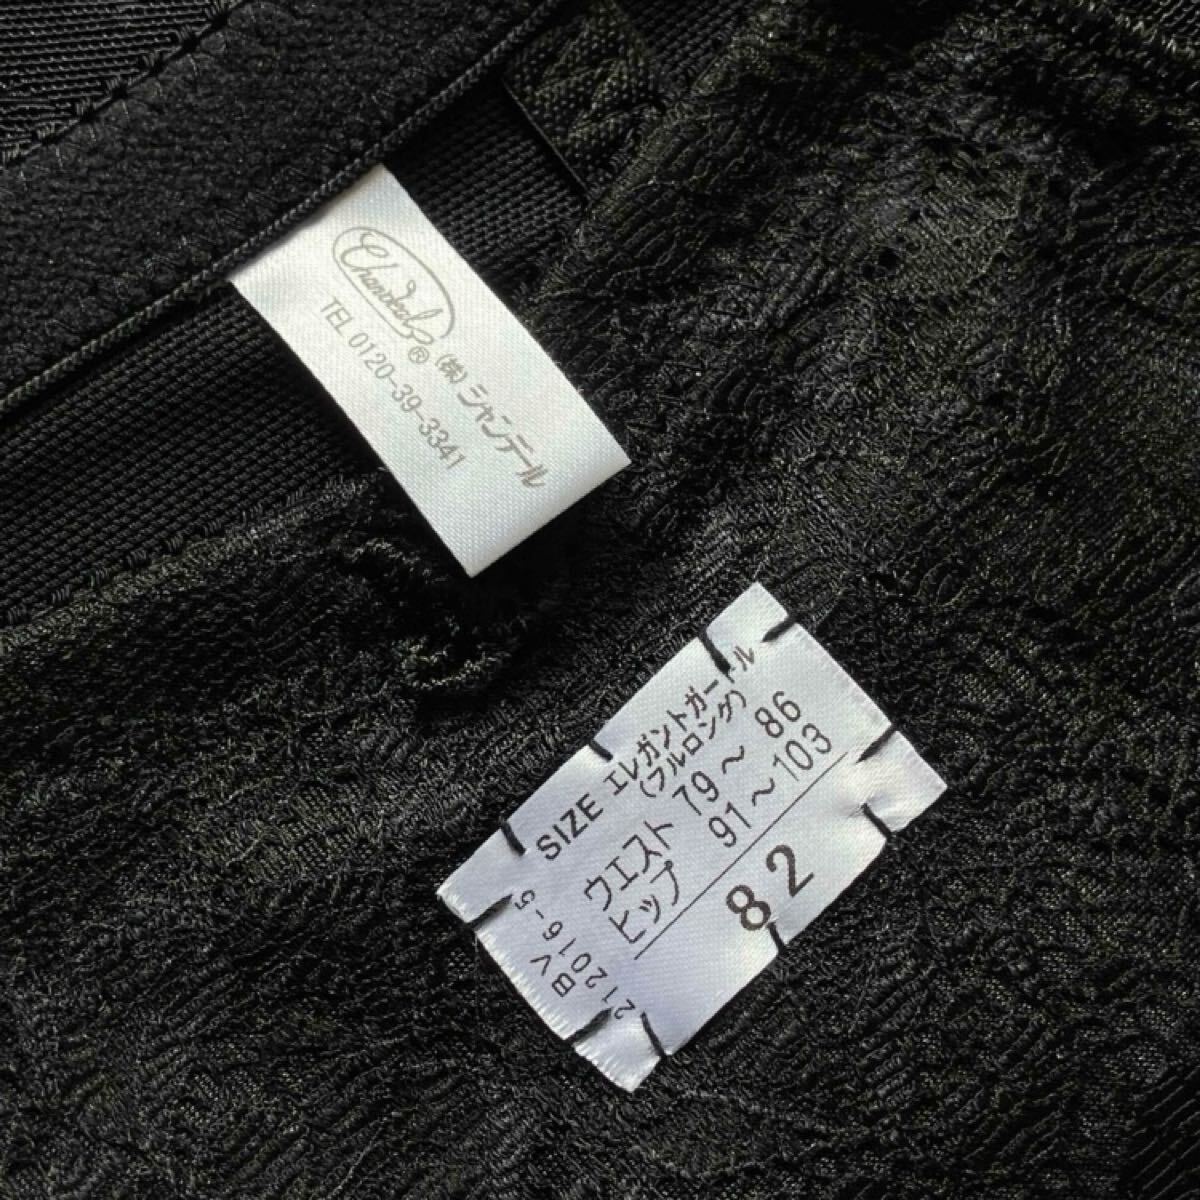 Chandeal®
(株)シャンデール
TEL 0120-39-3341
SIZE エレガントガードル
(フルロング)
ウエスト 79～ 86
ヒップ 91～103
82
BV
212016-5